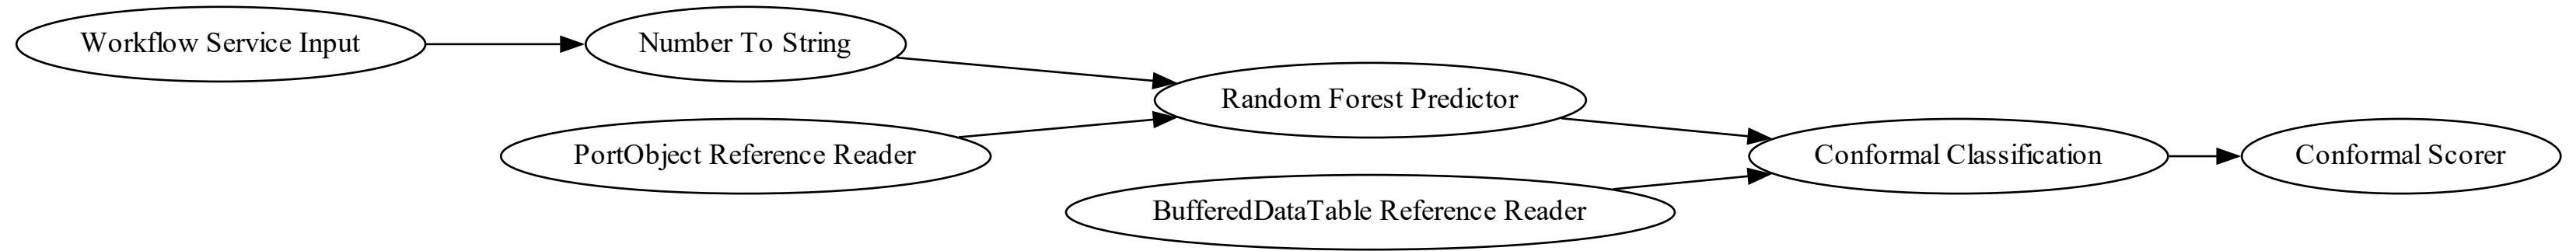 Workflow Service Input
Number To String
Random Forest Predictor
PortObject Reference Reader
Conformal Classification
Conformal Scorer
BufferedDataTable Reference Reader